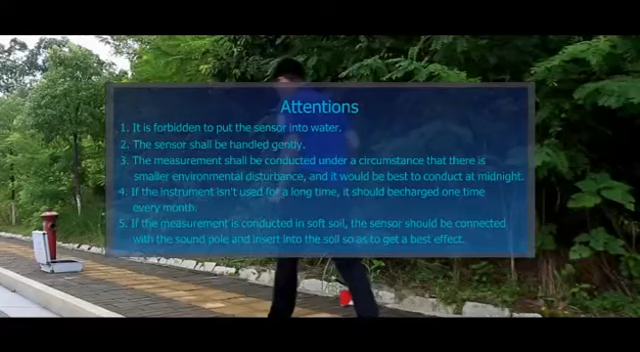 Attentions
1. It is forbidden to put the sensor into water.
2. The sensor shall be handled gently.
3. The measurement shall be conducted under a circumstance that there is
smaller environmental disturbance, and it would be best to conduct at midnight.
4. If the instrument isn't used for a long time, it should becharged one time
every month.
5. If the measurement is conducted in soft soil, the sensor should be connected
with the sound pole and insert into the soil so as to get a best effect.